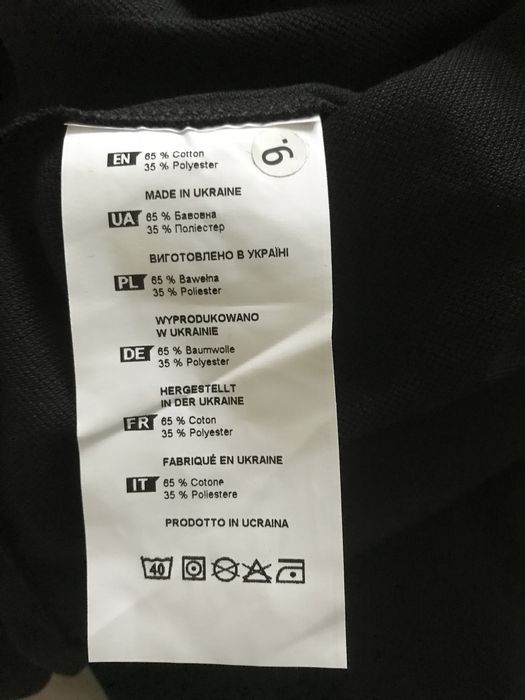 9.
EN 65 % Cotton
35 % Polyester
MADE IN UKRAINE
UA 65 % Бавовна
35 % Поліестер
ВИГОТОВЛЕНО В УКРАЇНІ
PL 65 % Bawełna
35 % Poliester
WYPRODUKOWANO
W UKRAINIE
DE 65 % Baumwolle
35 % Polyester
HERGESTELLT
IN DER UKRAINE
FR 65 % Coton
35 % Polyester
FABRIQUÉ EN UKRAINE
IT 65 % Cotone
35 % Poliestere
PRODOTTO IN UCRAINA
40